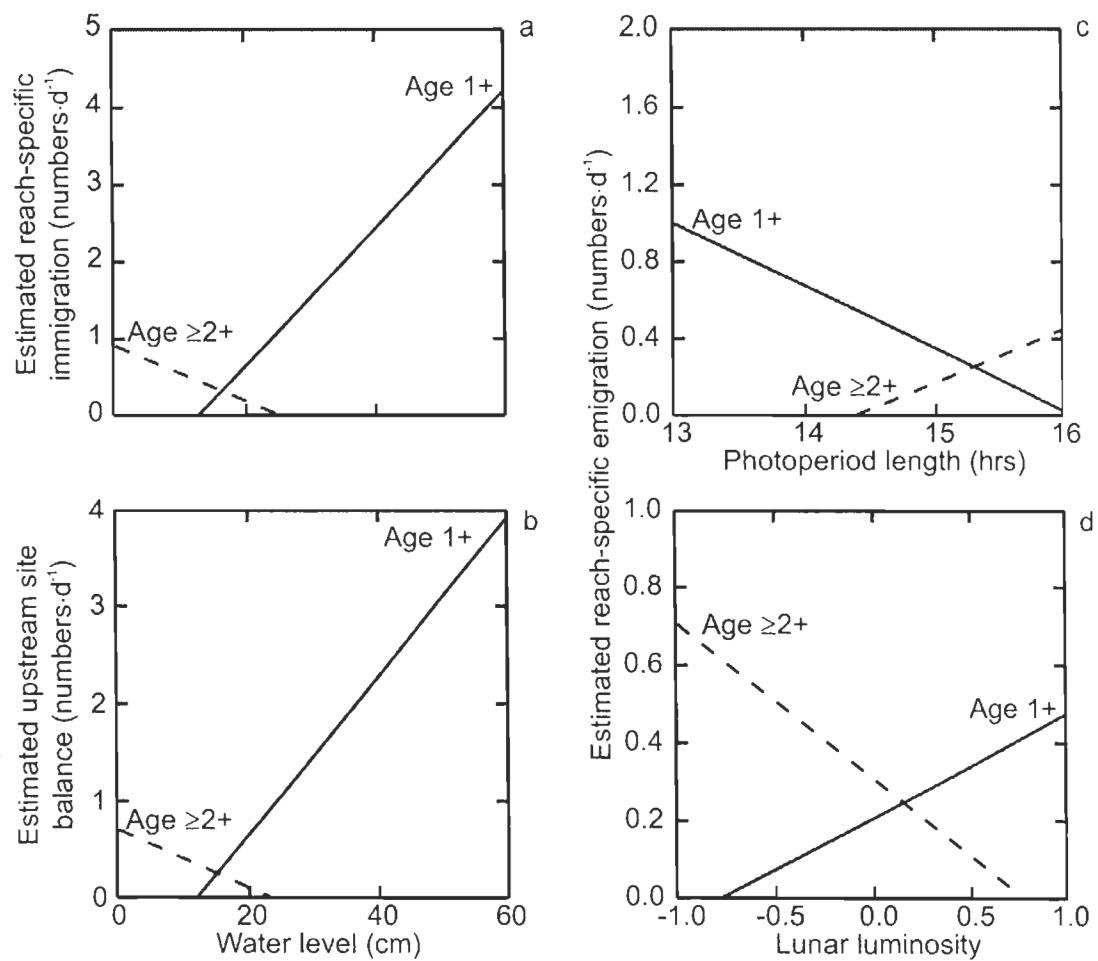 a
5
4
3
2
1
0
Estimated reach-specific
immigration (numbers·d⁻¹)
Age 1+
Age ≥2+
b
4
3
2
1
0
Estimated upstream site
balance (numbers·d⁻¹)
Age 1+
Age ≥2+
0 20 40 60
Water level (cm)
Estimated reach-specific emigration (numbers·d⁻¹)
c
2.0
1.6
1.2
0.8
0.4
0.0
Age 1+
Age ≥2+
13 14 15 16
Photoperiod length (hrs)
d
1.0
0.8
0.6
0.4
0.2
0.0
Age ≥2+
Age 1+
-1.0 -0.5 0.0 0.5 1.0
Lunar luminosity